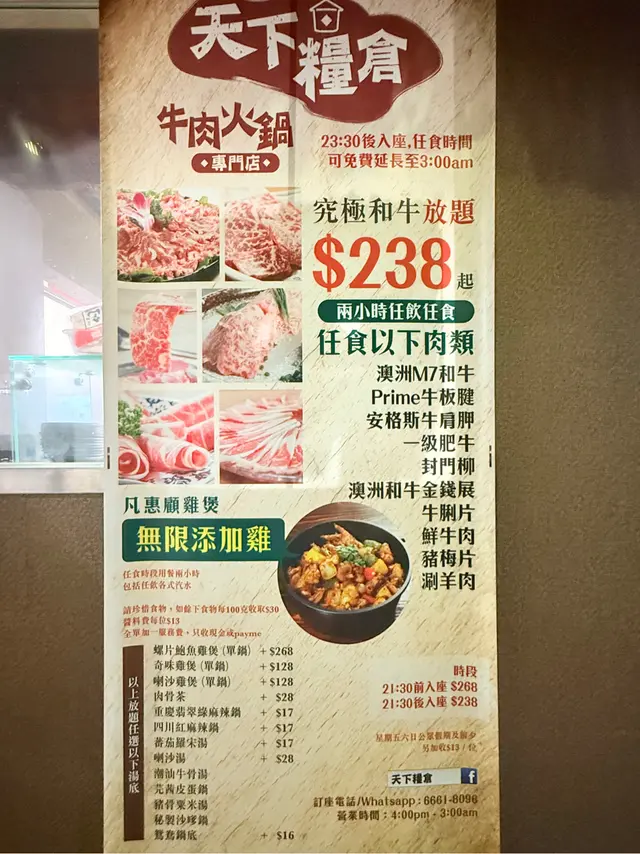 天下糧倉
牛肉火鍋
專門店
23:30後入座,任食時間
可免費延長至3:00am
究極和牛放題
$238起
兩小時任飲任食
任食以下肉類
澳洲M7和牛
Prime牛板腱
安格斯牛肩胛
一級肥牛
封門柳
澳洲和牛金錢展
牛脷片
鮮牛肉
豬梅片
涮羊肉
凡惠顧雞煲
無限添加雞
任食時段用餐兩小時
包括任飲各式汽水
請珍惜食物，如餘下食物每100克收取$30
醬料費每位$13
全單加一服務費，只收現金或payme
以上放題任選以下湯底
螺片鮑魚雞煲 (單鍋) + $268
奇味雞煲 (單鍋) + $128
喇沙雞煲 (單鍋) + $128
肉骨茶 + $28
重慶翡翠綠麻辣鍋 + $17
四川紅麻辣鍋 + $17
蕃茄羅宋湯 + $17
喇沙湯 + $28
潮汕牛骨湯
芫茜皮蛋鍋
豬骨粟米湯
秘製沙嗲鍋
鴛鴦鍋底 + $16
時段
21:30前入座 $268
21:30後入座 $238
星期五六日公眾假期及前夕
另加收$13 / 位
天下糧倉 f
訂座電話/Whatsapp : 6661-8096
營業時間 : 4:00pm - 3:00am